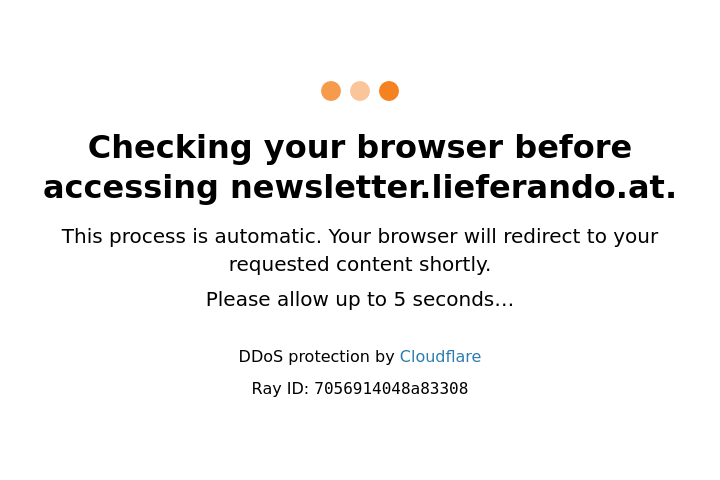 Checking your browser before
accessing newsletter.lieferando.at.
This process is automatic. Your browser will redirect to your
requested content shortly.
Please allow up to 5 seconds…
DDoS protection by Cloudflare
Ray ID: 7056914048a83308